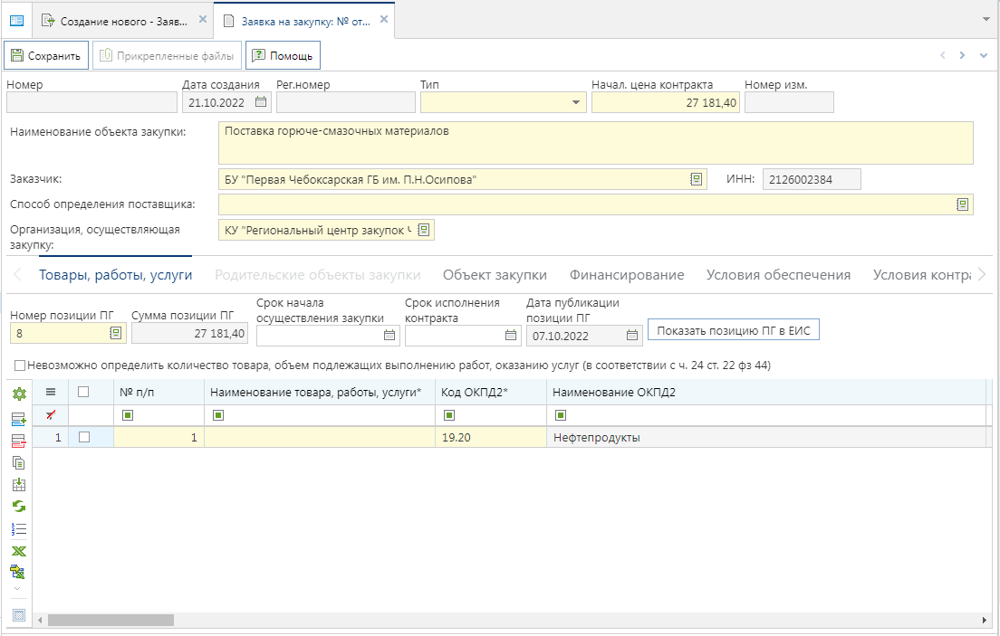 Создание нового - Заяв...
Заявка на закупку: № от...
Сохранить
Прикрепленные файлы
Помощь
Номер
Дата создания
Рег.номер
Тип
Начал. цена контракта
Номер изм.
21.10.2022
27 181,40
Наименование объекта закупки:
Поставка горюче-смазочных материалов
Заказчик:
БУ "Первая Чебоксарская ГБ им. П.Н.Осипова"
ИНН:
2126002384
Способ определения поставщика:
Организация, осуществляющая
закупку:
КУ "Региональный центр закупок
Товары, работы, услуги
Родительские объекты закупки
Объект закупки
Финансирование
Условия обеспечения
Условия контра
Номер позиции ПГ
Сумма позиции ПГ
Срок начала
осуществления закупки
Срок исполнения
контракта
Дата публикации
позиции ПГ
8
27 181,40
07.10.2022
Показать позицию ПГ в ЕИС
Невозможно определить количество товара, объем подлежащих выполнению работ, оказанию услуг (в соответствии с ч. 24 ст. 22 фз 44)
№ п/п
Наименование товара, работы, услуги*
Код ОКПД2*
Наименование ОКПД2
1
1
19.20
Нефтепродукты